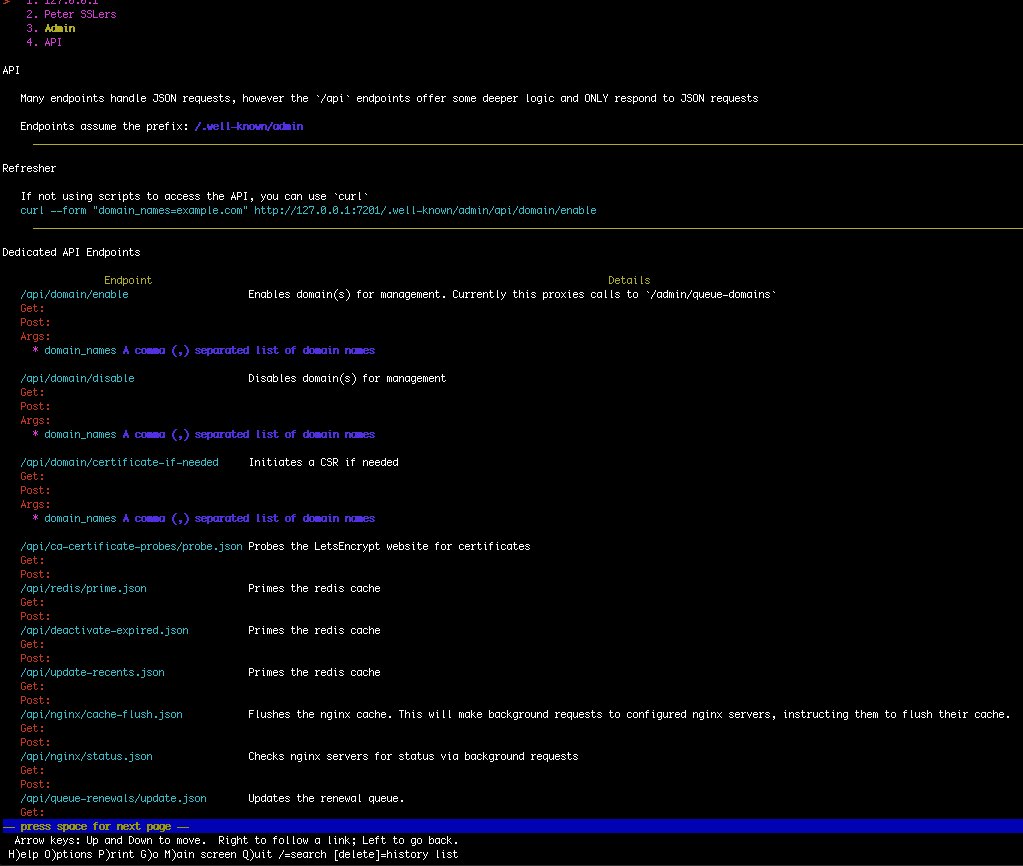 > 1. 127.0.0.1
2. Peter SSLers
3. Admin
4. API
API
Many endpoints handle JSON requests, however the `/api` endpoints offer some deeper logic and ONLY respond to JSON requests
Endpoints assume the prefix: /.well-known/admin
Refresher
If not using scripts to access the API, you can use `curl`
curl --form "domain_names=example.com" http://127.0.0.1:7201/.well-known/admin/api/domain/enable
Dedicated API Endpoints
Endpoint Details
/api/domain/enable Enables domain(s) for management. Currently this proxies calls to `/admin/queue-domains`
Get:
Post:
Args:
* domain_names A comma (,) separated list of domain names
/api/domain/disable Disables domain(s) for management
Get:
Post:
Args:
* domain_names A comma (,) separated list of domain names
/api/domain/certificate-if-needed Initiates a CSR if needed
Get:
Post:
Args:
* domain_names A comma (,) separated list of domain names
/api/ca-certificate-probes/probe.json Probes the LetsEncrypt website for certificates
Get:
Post:
/api/redis/prime.json Primes the redis cache
Get:
Post:
/api/deactivate-expired.json Primes the redis cache
Get:
Post:
/api/update-recents.json Primes the redis cache
Get:
Post:
/api/nginx/cache-flush.json Flushes the nginx cache. This will make background requests to configured nginx servers, instructing them to flush their cache.
Get:
Post:
/api/nginx/status.json Checks nginx servers for status via background requests
Get:
Post:
/api/queue-renewals/update.json Updates the renewal queue.
Get:
-- press space for next page --
Arrow keys: Up and Down to move. Right to follow a link; Left to go back.
H)elp O)ptions P)rint G)o M)ain screen Q)uit /=search [delete]=history list